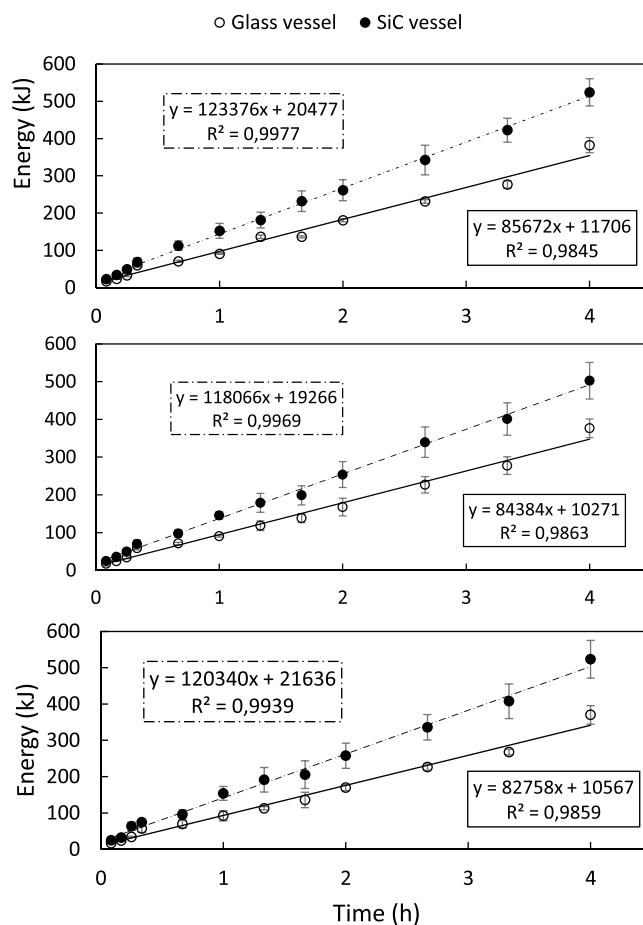 Glass vessel SiC vessel
600
500
400
300
200
100
0
Energy (kJ)
y = 123376x + 20477
R² = 0,9977
y = 85672x + 11706
R² = 0,9845
0 1 2 3 4
600
500
400
300
200
100
0
y = 118066x + 19266
R² = 0,9969
y = 84384x + 10271
R² = 0,9863
0 1 2 3 4
600
500
400
300
200
100
0
Energy (kJ)
y = 120340x + 21636
R² = 0,9939
y = 82758x + 10567
R² = 0,9859
0 1 2 3 4
Time (h)